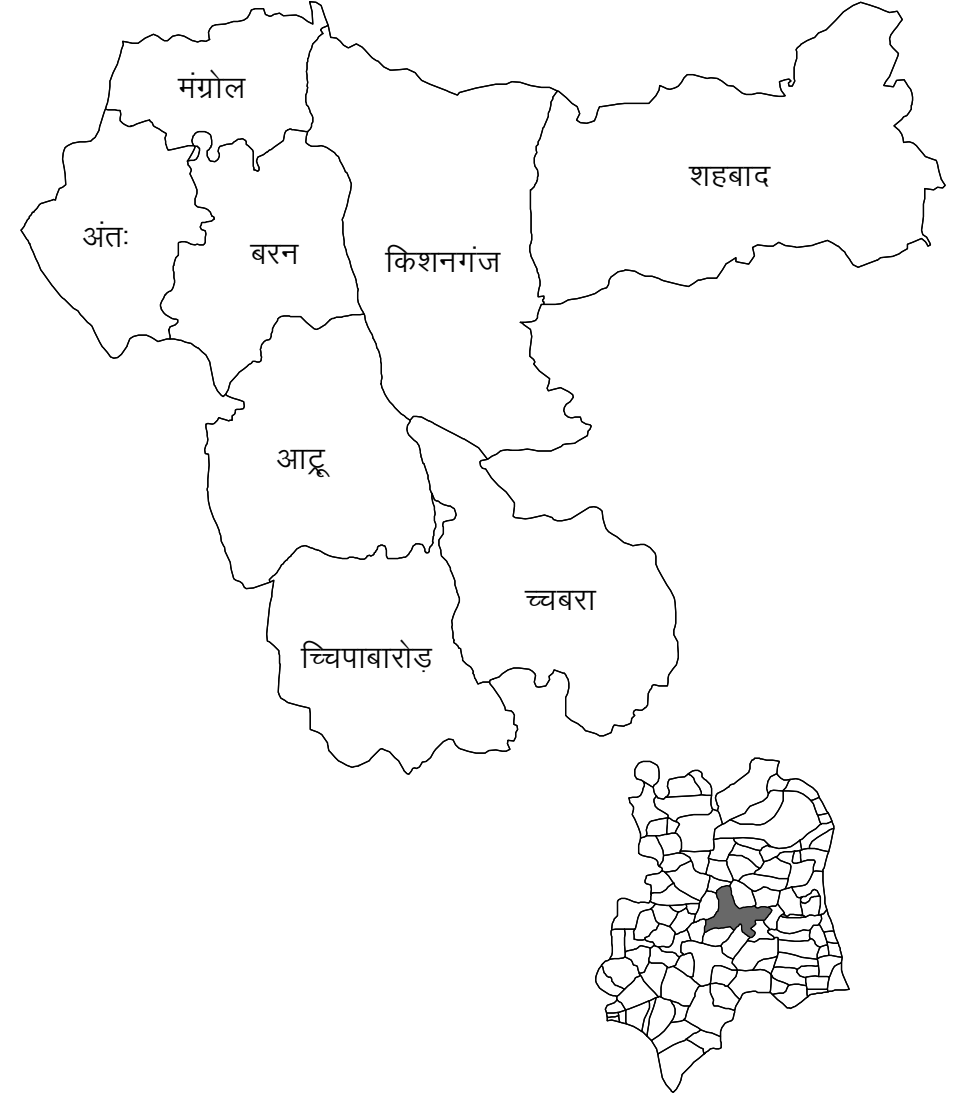 मंग्रोल
शहबाद
अंतः
बरन
किशनगंज
आट्रू
च्चबरा
च्चिपाबारोड़